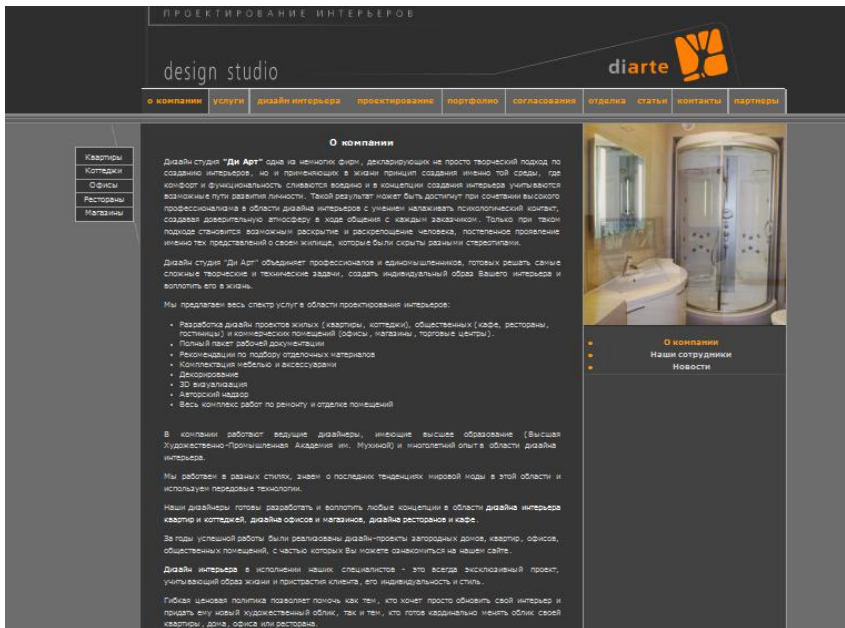 ПРОЕКТИРОВАНИЕ ИНТЕРЬЕРОВ
design studio
diarte
о компании услуги дизайн интерьера проектирование портфолио согласования отделка статьи контакты партнеры
Квартиры
Коттеджи
Офисы
Рестораны
Магазины
О компании
Дизайн студия "Ди Арт" одна из немногих фирм, декларирующих не просто творческий подход по
созданию интерьеров, но и применяющих в жизни принцип создания именно той среды, где
комфорт и функциональность сливаются воедино и в концепции создания интерьера учитываются
возможные пути развития личности. Такой результат может быть достигнут при сочетании высокого
профессионализма в области дизайна интерьеров с умением налаживать психологический контакт,
создавая доверительную атмосферу в ходе общения с каждым заказчиком. Только при таком
подходе становится возможным раскрытие и раскрепощение человека, постепенное проявление
именно тех представлений о своем жилище, которые были скрыты разными стереотипами.
Дизайн студия "Ди Арт" объединяет профессионалов и единомышленников, готовых решать самые
сложные творческие и технические задачи, создать индивидуальный образ Вашего интерьера и
воплотить его в жизнь.
Мы предлагаем весь спектр услуг в области проектирования интерьеров:
Разработка дизайн проектов жилых (квартиры, коттеджи), общественных (кафе, рестораны,
гостиницы) и коммерческих помещений (офисы, магазины, торговые центры).
Полный пакет рабочей документации
Рекомендации по подбору отделочных материалов
Комплектация мебелью и аксессуарами
Декорирование
3D визуализация
Авторский надзор
Весь комплекс работ по ремонту и отделке помещений
В компании работают ведущие дизайнеры, имеющие высшее образование (Высшая
Художественно-Промышленная Академия им. Мухиной) и многолетний опыт в области дизайна
интерьера.
Мы работаем в разных стилях, знаем о последних тенденциях мировой моды в этой области и
используем передовые технологии.
Наши дизайнеры готовы разработать и воплотить любые концепции в области дизайна интерьера
квартир и коттеджей, дизайна офисов и магазинов, дизайна ресторанов и кафе.
За годы успешной работы были реализованы дизайн-проекты загородных домов, квартир, офисов,
общественных помещений, с частью которых Вы можете ознакомиться на нашем сайте.
Дизайн интерьера в исполнении наших специалистов - это всегда эксклюзивный проект,
учитывающий образ жизни и пристрастия клиента, его индивидуальность и стиль.
Гибкая ценовая политика позволяет помочь как тем, кто хочет просто обновить свой интерьер и
придать ему новый художественный облик, так и тем, кто готов кардинально менять облик своей
квартиры, дома, офиса или ресторана.
О компании
Наши сотрудники
Новости